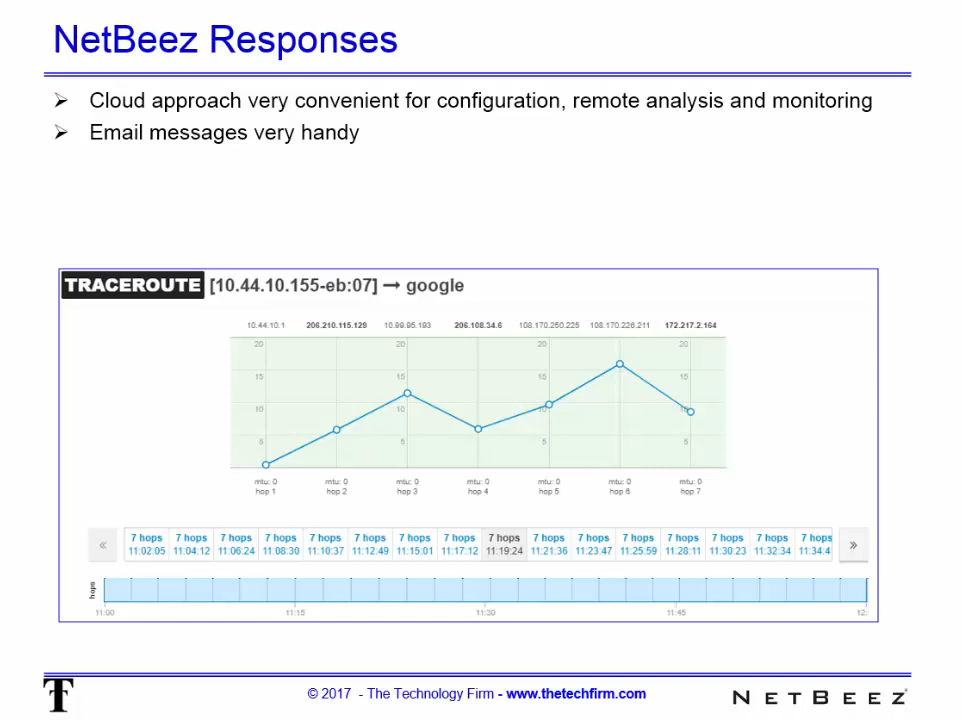 NetBeez Responses
Cloud approach very convenient for configuration, remote analysis and monitoring
Email messages very handy
TRACEROUTE [10.44.10.155-eb:07] → google
10.44.10.1 206.210.115.129 10.99.95.193 206.108.34.6 108.170.250.225 108.170.226.211 172.217.2.164
20 20 20 20
15 15 15 15
10 10 10 10
5 5 5 5
mtu: 0 mtu: 0 mtu: 0 mtu: 0 mtu: 0 mtu: 0 mtu: 0
hop 1 hop 2 hop 3 hop 4 hop 5 hop 6 hop 7
« 7 hops 7 hops 7 hops 7 hops 7 hops 7 hops 7 hops 7 hops 7 hops 7 hops 7 hops 7 hops 7 hops 7 hops 7 hops 7 hops »
11:02:05 11:04:12 11:06:24 11:08:30 11:10:37 11:12:49 11:15:01 11:17:12 11:19:24 11:21:36 11:23:47 11:25:59 11:28:11 11:30:23 11:32:34 11:34:4
hops
11:00 11:15 11:30 11:45 12:
T © 2017 - The Technology Firm - www.thetechfirm.com NETBEEZ